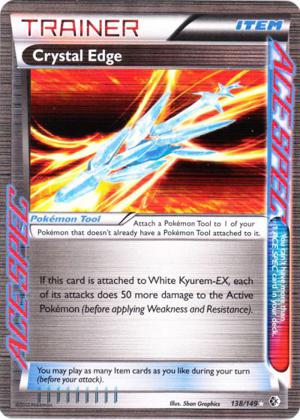 TRAINER
ITEM
Crystal Edge
ACE SPEC
Pokémon Tool
Attach a Pokémon Tool to 1 of your
Pokémon that doesn't already have a Pokémon Tool attached to it.
ACE SPEC
If this card is attached to White Kyurem-EX, each
of its attacks does 50 more damage to the Active
Pokémon (before applying Weakness and Resistance).
You may play as many Item cards as you like during your turn
(before your attack).
Illus. 5ban Graphics
138/149